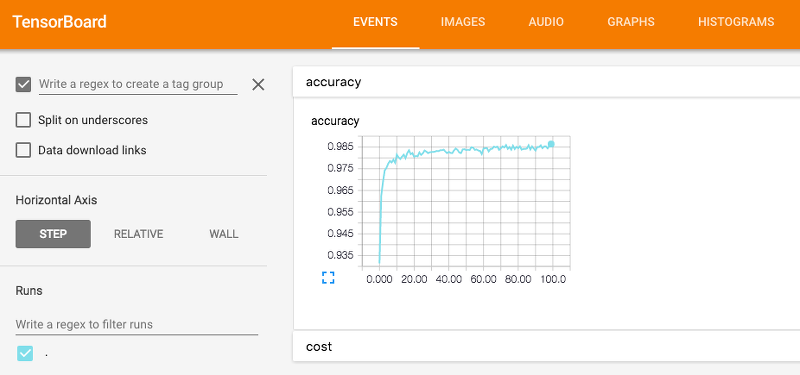 TensorBoard
EVENTS IMAGES AUDIO GRAPHS HISTOGRAMS
Write a regex to create a tag group
Split on underscores
Data download links
Horizontal Axis
STEP RELATIVE WALL
Runs
Write a regex to filter runs
.
accuracy
accuracy
0.985
0.975
0.965
0.955
0.945
0.935
0.000 20.00 40.00 60.00 80.00 100.0
cost